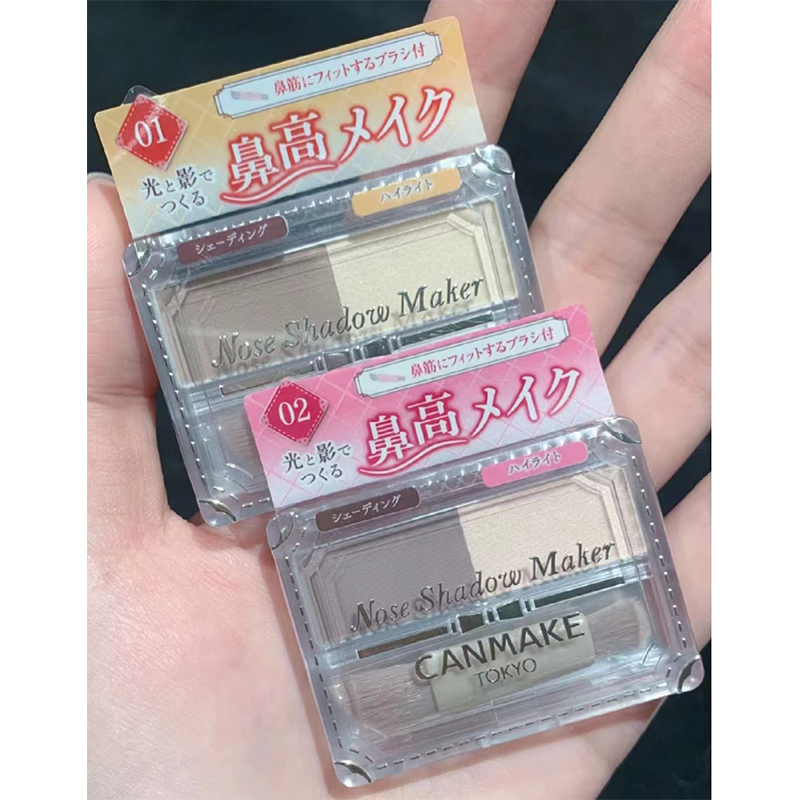 01
鼻筋にフィットするブラシ付
光と影で
つくる
鼻高メイク
シェーディング
ハイライト
Nose Shadow Maker
02
鼻筋にフィットするブラシ付
光と影で
つくる
鼻高メイク
シェーディング
ハイライト
Nose Shadow Maker
CANMAKE
TOKYO